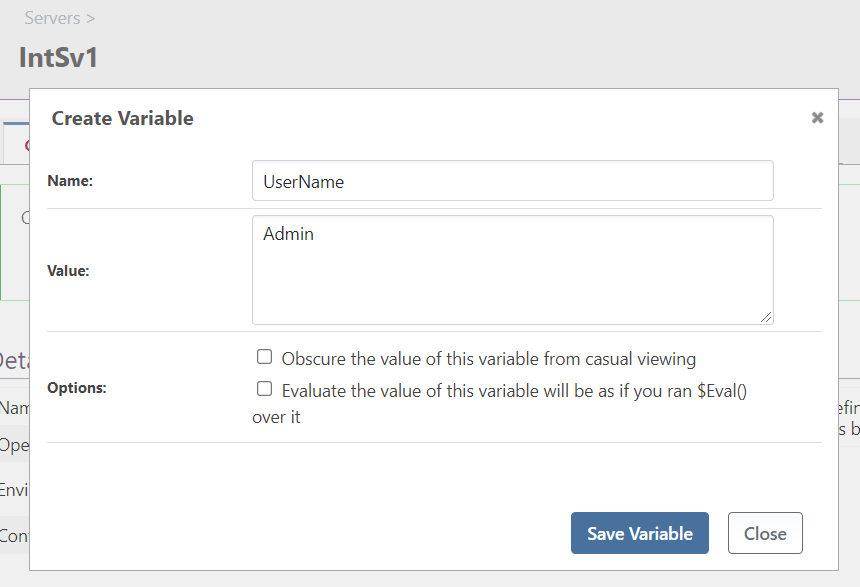 Servers >
IntSv1
Create Variable
Name:
UserName
Value:
Admin
Options:
Obscure the value of this variable from casual viewing
Evaluate the value of this variable will be as if you ran $Eval()
over it
Save Variable
Close